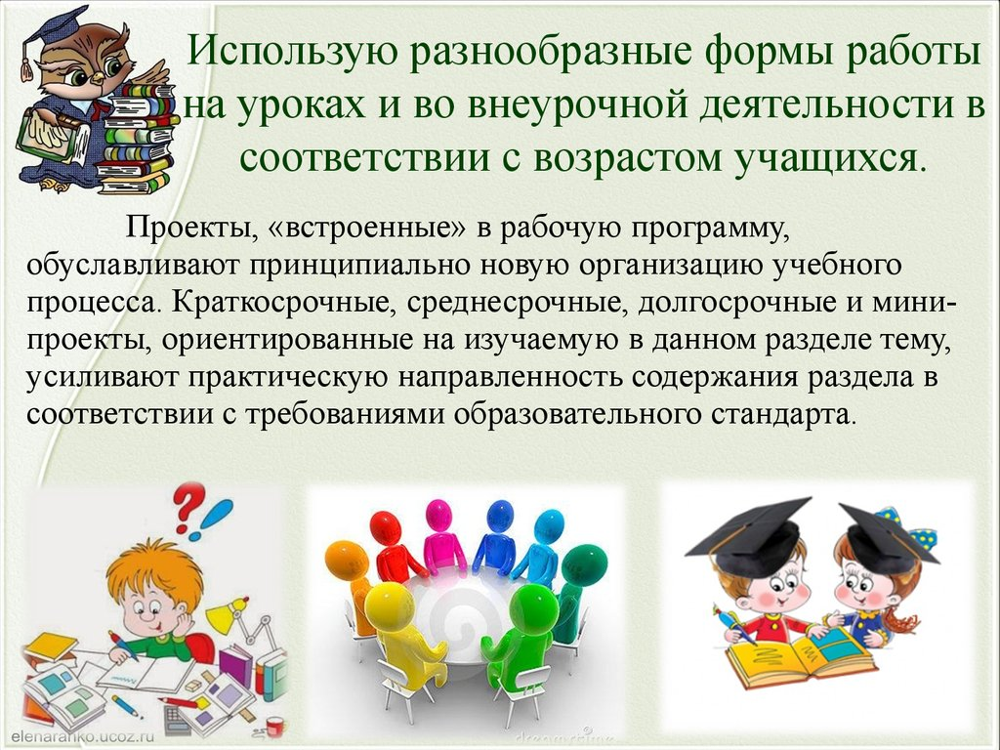 Использую разнообразные формы работы
на уроках и во внеурочной деятельности в
соответствии с возрастом учащихся.
Проекты, «встроенные» в рабочую программу,
обуславливают принципиально новую организацию учебного
процесса. Краткосрочные, среднесрочные, долгосрочные и мини-
проекты, ориентированные на изучаемую в данном разделе тему,
усиливают практическую направленность содержания раздела в
соответствии с требованиями образовательного стандарта.
?!
elenaranko.ucoz.ru